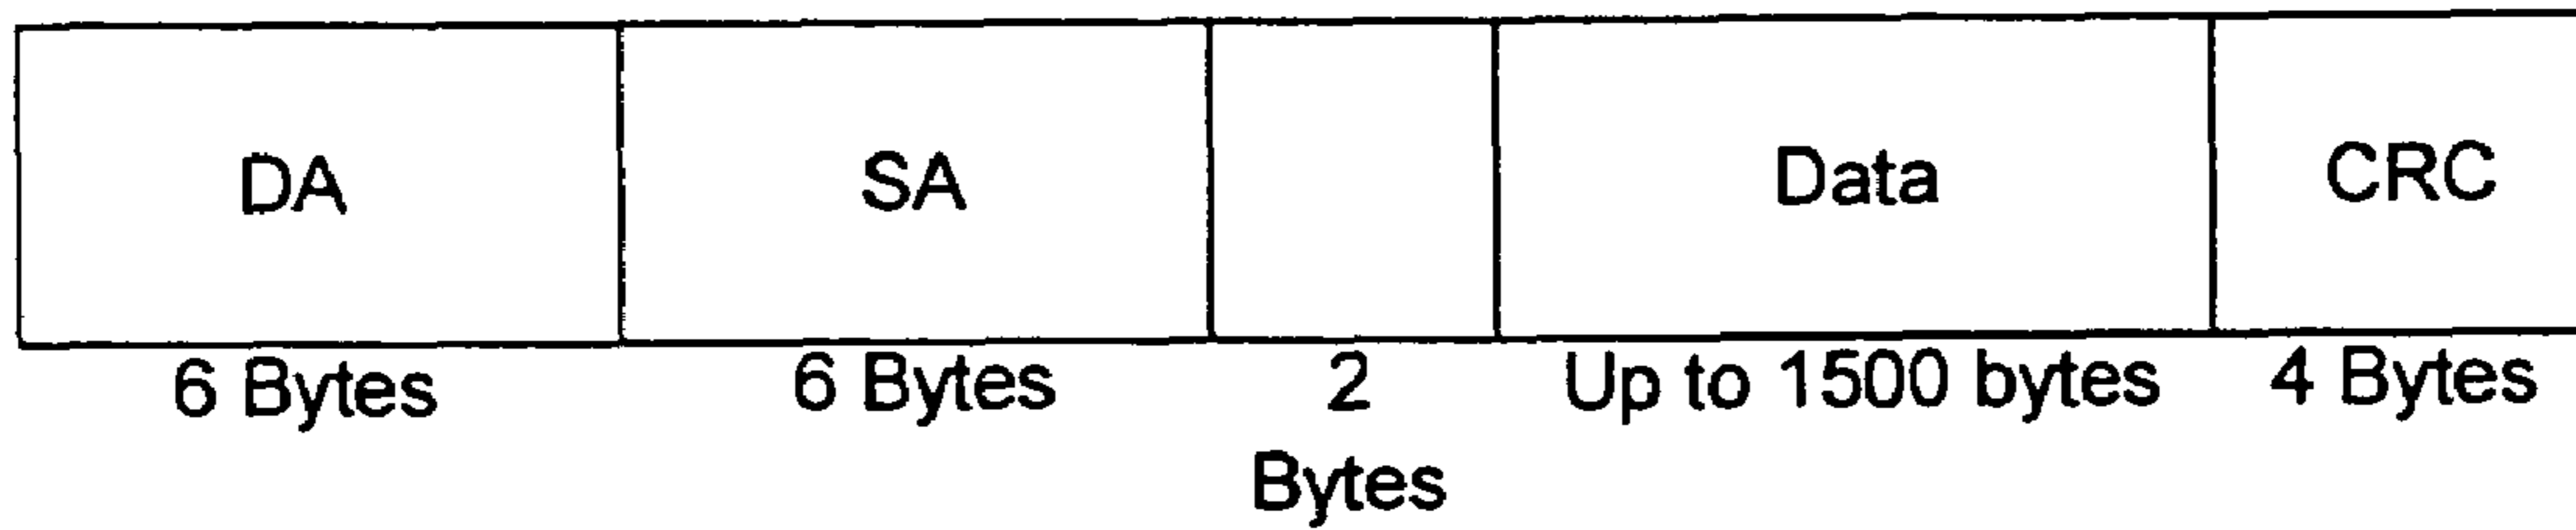 DA SA Data CRC
6 Bytes 6 Bytes 2 Up to 1500 bytes 4 Bytes
Bytes